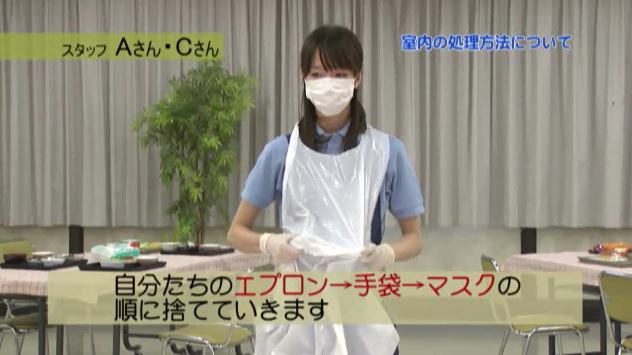 スタッフ Aさん・Cさん
室内の処理方法について
自分たちのエプロン→手袋→マスクの
順に捨てていきます